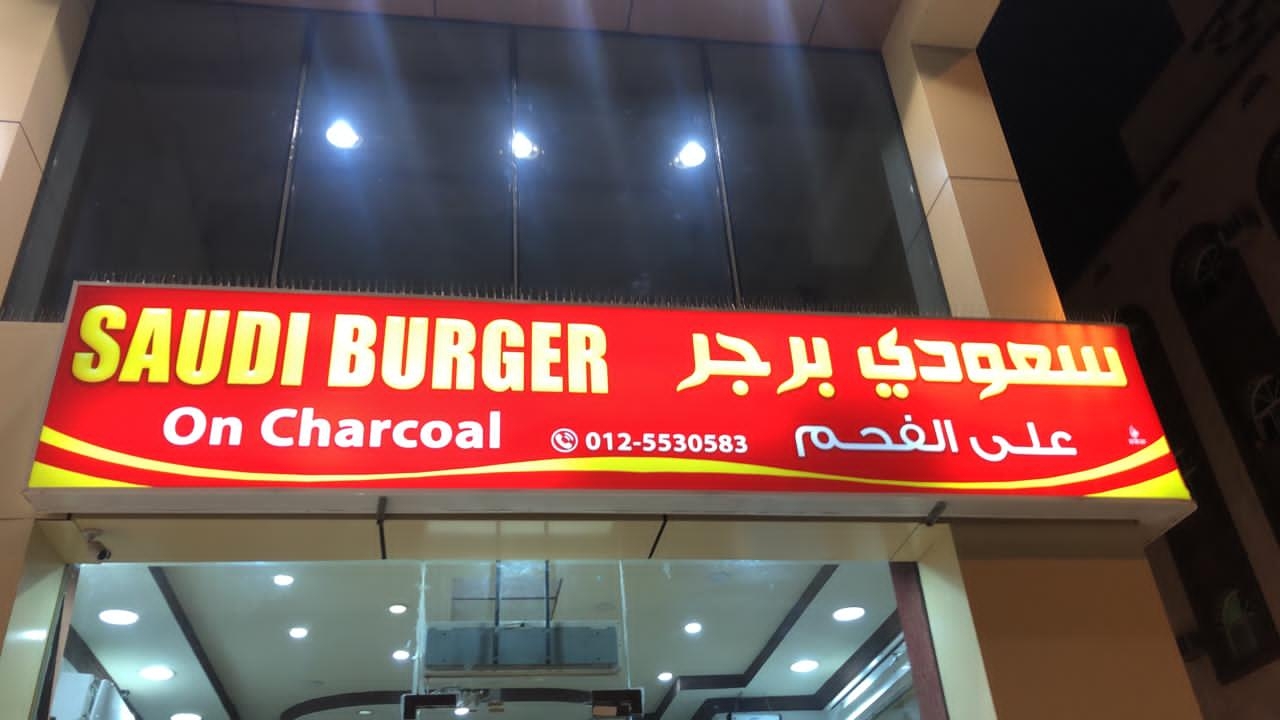 SAUDI BURGER
سعودي برجر
On Charcoal
012-5530583
على الفحم